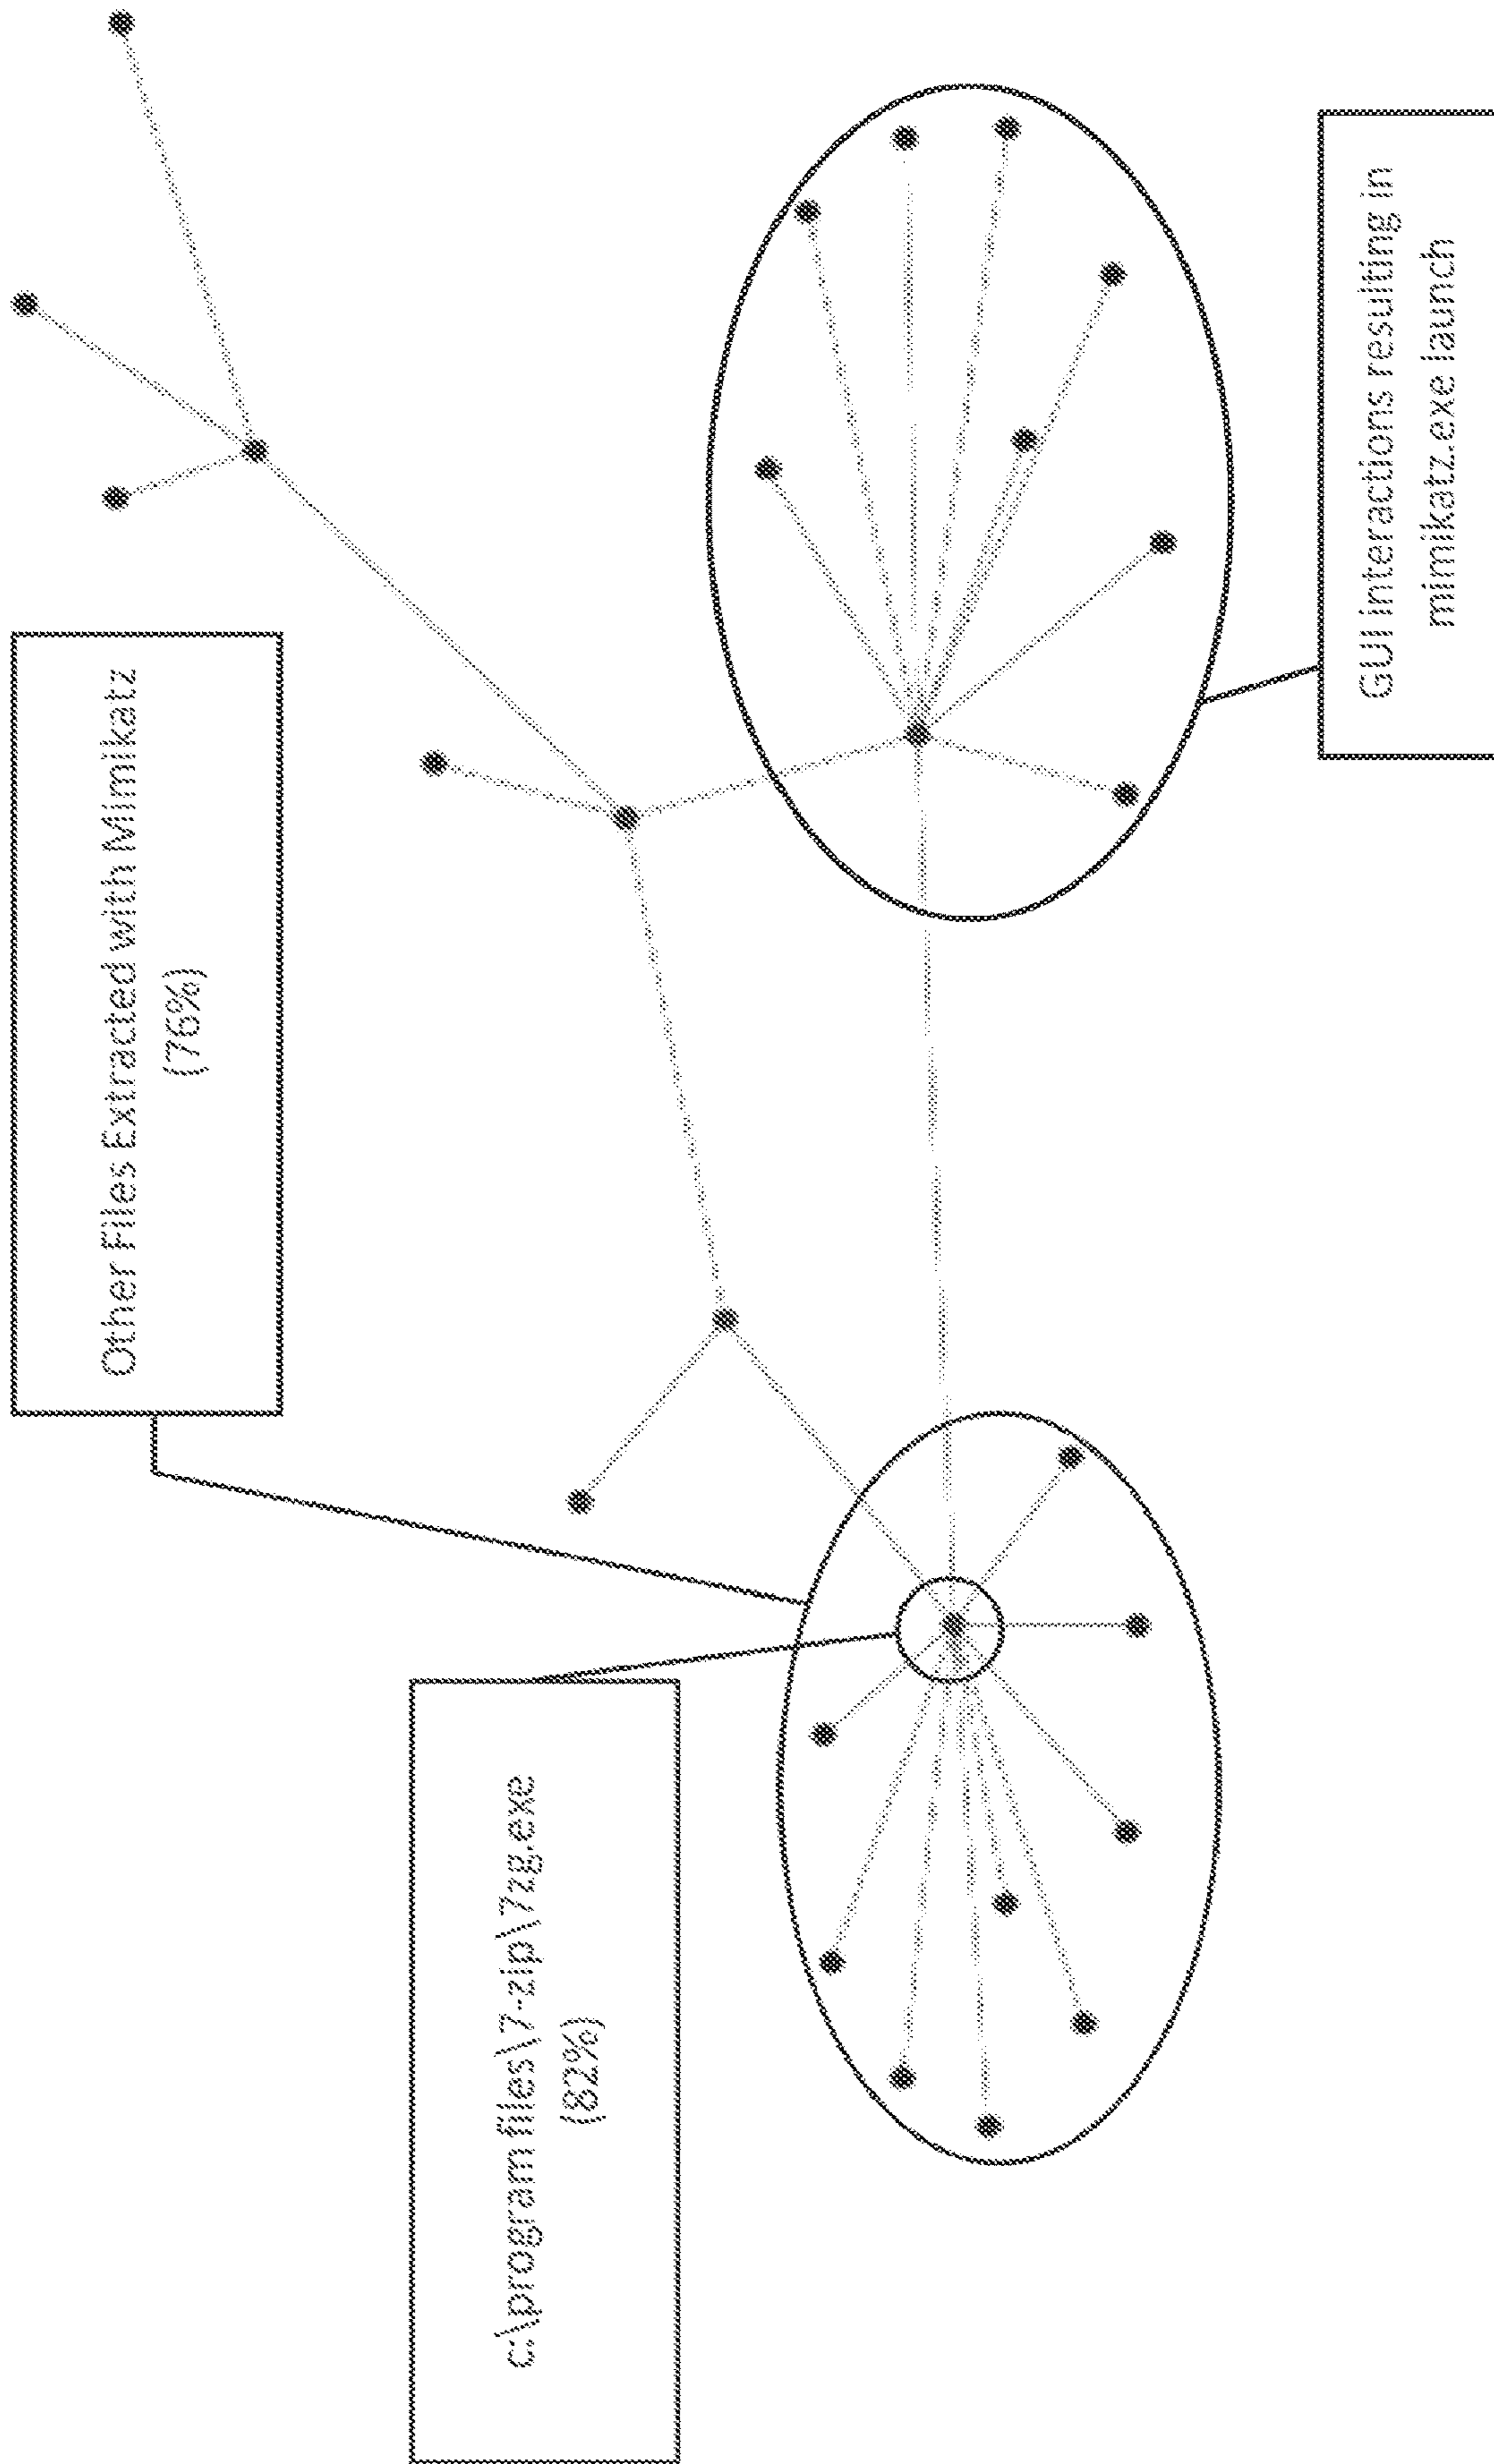 Other Files Extracted with Mimikatz
(76%)
c:\program files\7-zip\7zg.exe
(82%)
GUI interactions resulting in
mimikatz.exe launch